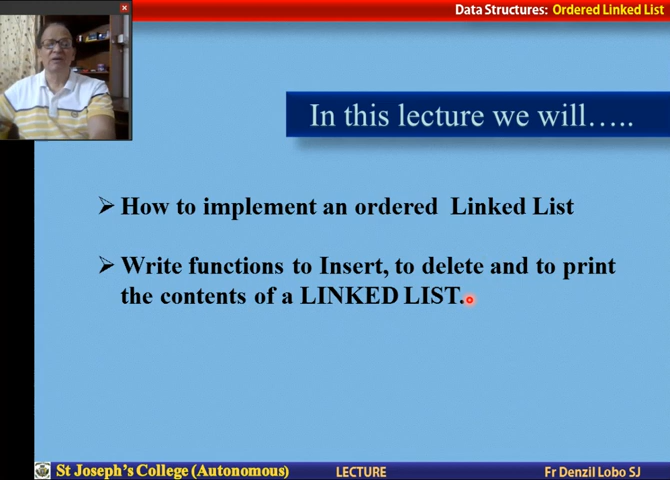 Data Structures: Ordered Linked List
In this lecture we will…..
How to implement an ordered Linked List
Write functions to Insert, to delete and to print
the contents of a LINKED LIST.
St Joseph's College (Autonomous) LECTURE Fr Denzil Lobo SJ